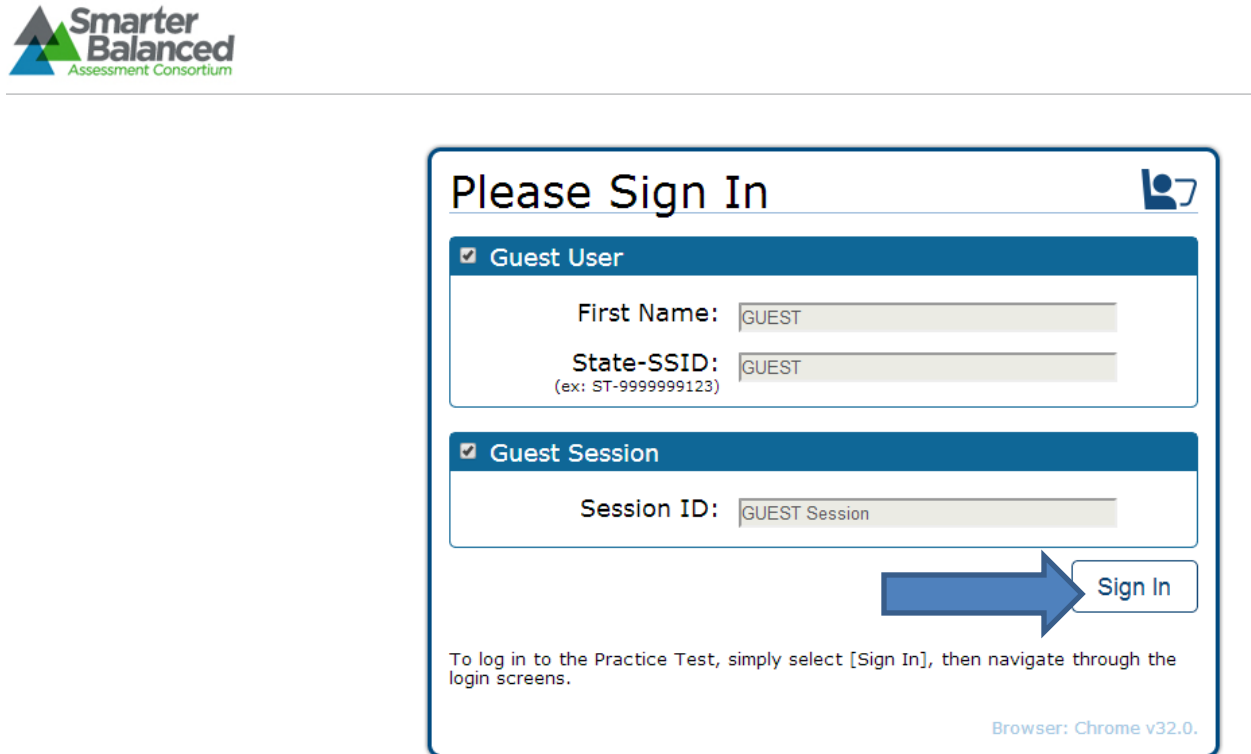 Smarter
Balanced
Assessment Consortium
Please Sign In
Guest User
First Name: GUEST
State-SSID: GUEST
(ex: ST-9999999123)
Guest Session
Session ID: GUEST Session
Sign In
To log in to the Practice Test, simply select [Sign In], then navigate through the
login screens.
Browser: Chrome v32.0.